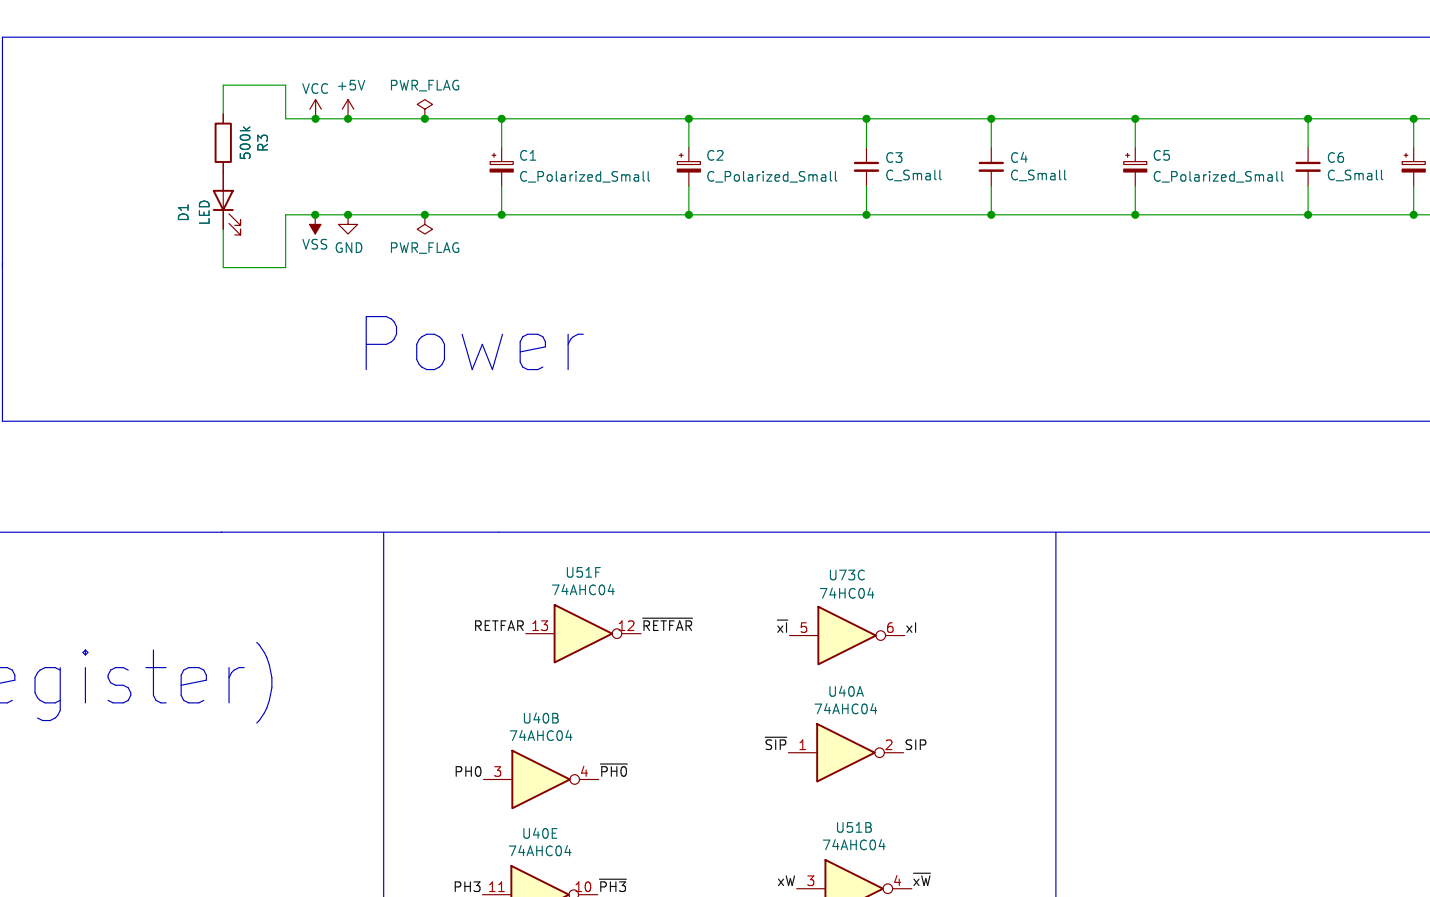 VCC
+5V
PWR_FLAG
500k
R3
D1
LED
C1
C_Polarized_Small
C2
C_Polarized_Small
C3
C_Small
C4
C_Small
C5
C_Polarized_Small
C6
C_Small
VSS
GND
PWR_FLAG
Power
egister)
U51F
74AHC04
RETFAR 13
12 RETFAR
U73C
74HC04
xI 5
6 xI
U40A
74AHC04
SIP 1
2 SIP
U40B
74AHC04
PH0 3
4 PH0
U40E
74AHC04
PH3 11
10 PH3
U51B
74AHC04
xW 3
4 xW